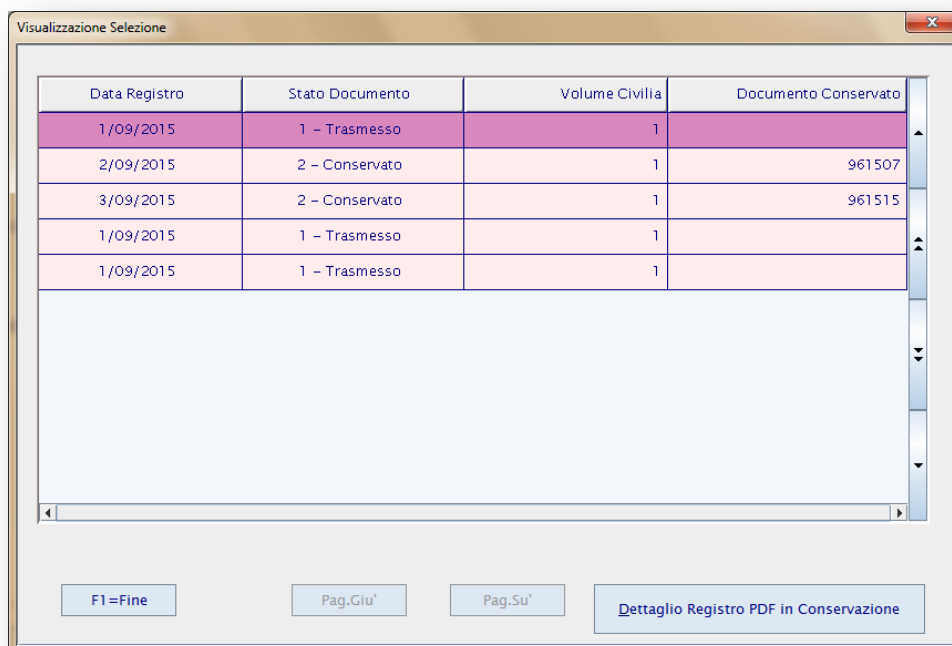 Visualizzazione Selezione
Data Registro Stato Documento Volume Civilia Documento Conservato
1/09/2015 1 – Trasmesso 1
2/09/2015 2 – Conservato 1 961507
3/09/2015 2 – Conservato 1 961515
1/09/2015 1 – Trasmesso 1
1/09/2015 1 – Trasmesso 1
F1=Fine Pag.Giu' Pag.Su' Dettaglio Registro PDF in Conservazione